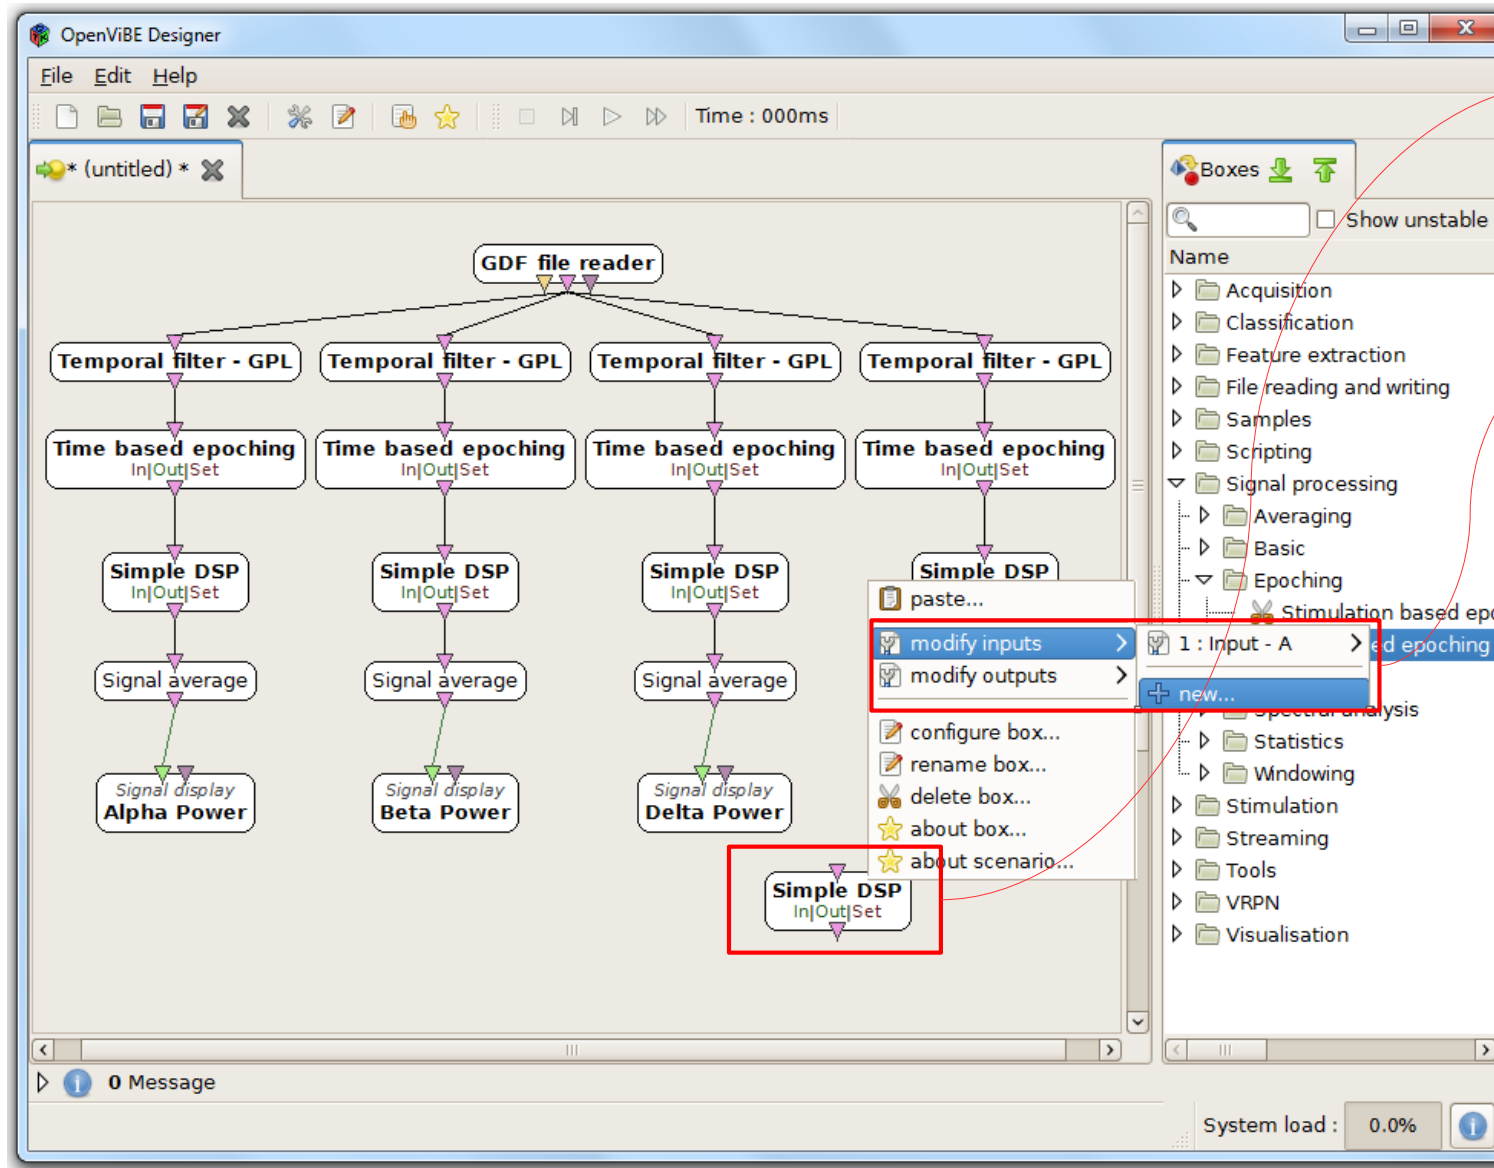 OpenViBE Designer
File Edit Help
Time : 000ms
* (untitled) *
Boxes
Show unstable
Name
GDF file reader
Temporal filter - GPL Temporal filter - GPL Temporal filter - GPL Temporal filter - GPL
Time based epoching Time based epoching Time based epoching Time based epoching
In|Out|Set In|Out|Set In|Out|Set In|Out|Set
Simple DSP Simple DSP Simple DSP Simple DSP
In|Out|Set In|Out|Set In|Out|Set
Signal average Signal average Signal average
Signal display Signal display Signal display
Alpha Power Beta Power Delta Power
Simple DSP
In|Out|Set
paste...
modify inputs
modify outputs
configure box...
rename box...
delete box...
about box...
about scenario...
1 : Input - A
new...
Acquisition
Classification
Feature extraction
File reading and writing
Samples
Scripting
Signal processing
Averaging
Basic
Epoching
Stimulation based epo
ed epoching
Spectral analysis
Statistics
Windowing
Stimulation
Streaming
Tools
VRPN
Visualisation
0 Message
System load : 0.0%